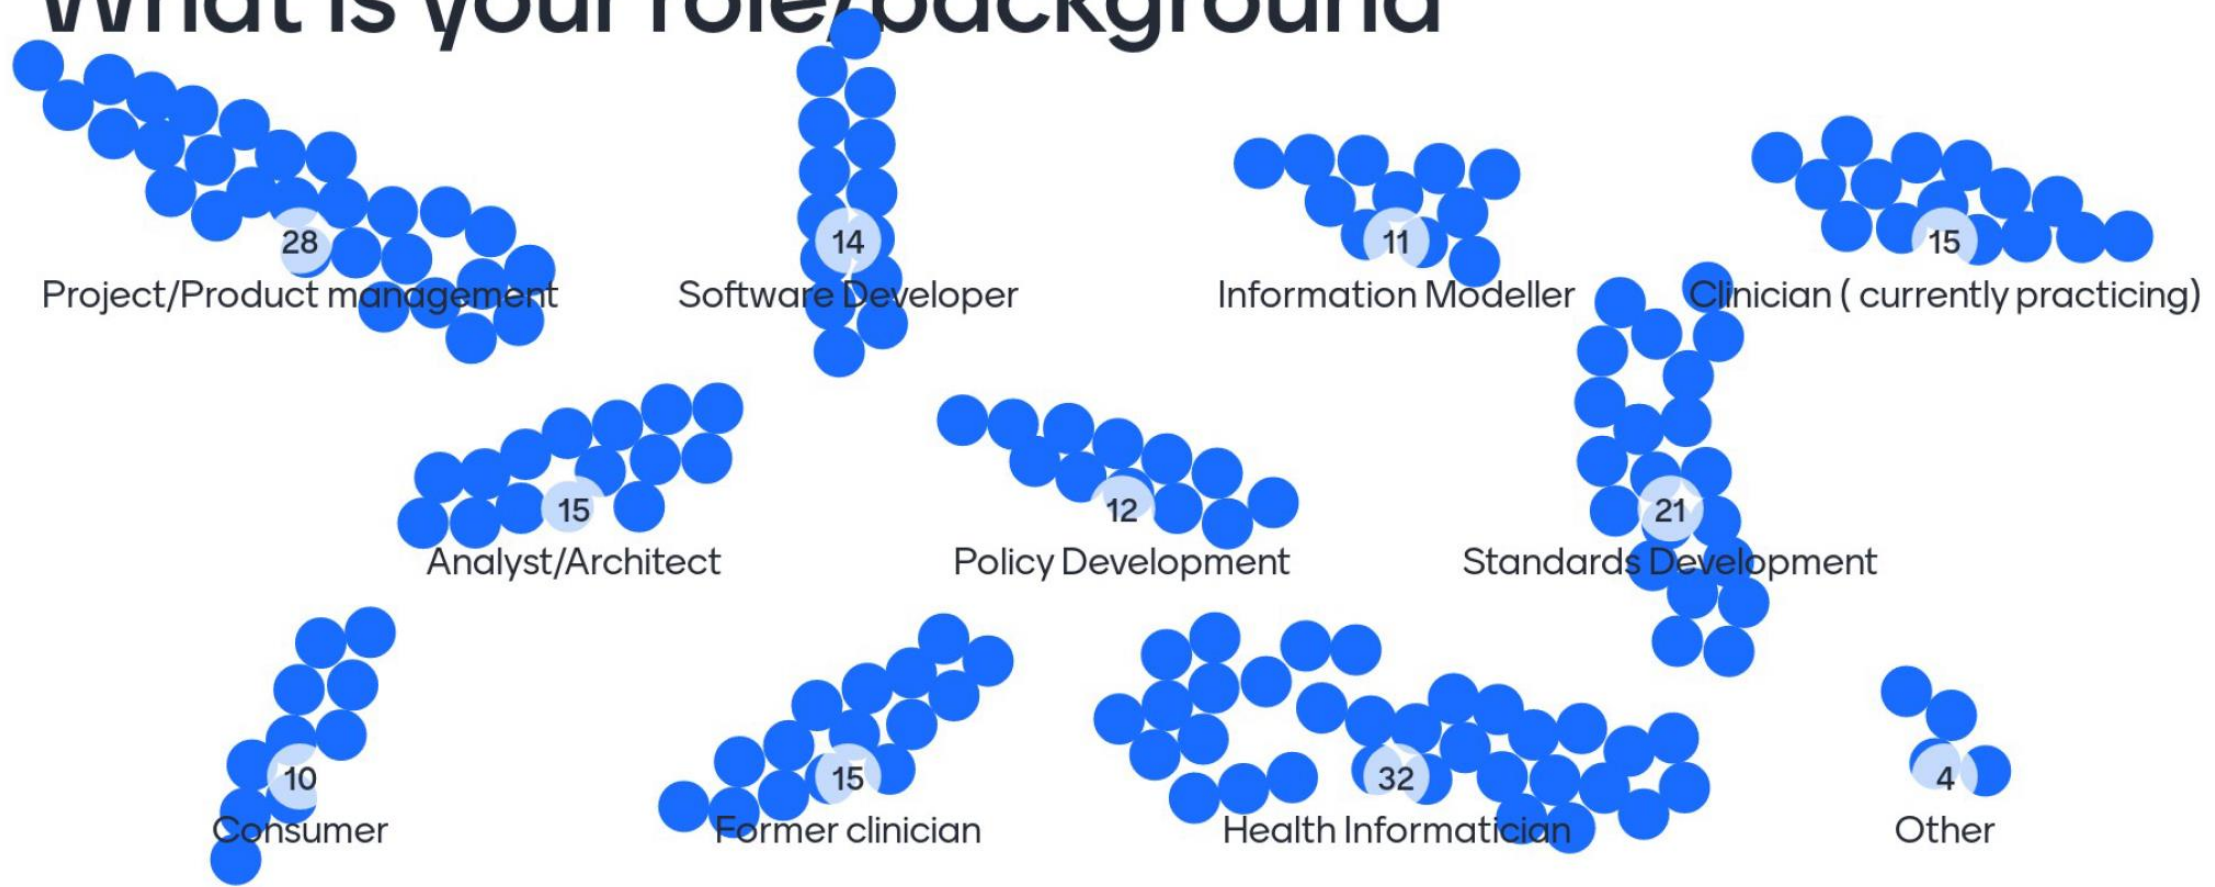 What is your role/background
28
Project/Product management
14
Software Developer
11
Information Modeller
15
Clinician ( currently practicing)
15
Analyst/Architect
12
Policy Development
21
Standards Development
10
Consumer
15
Former clinician
32
Health Informatician
4
Other